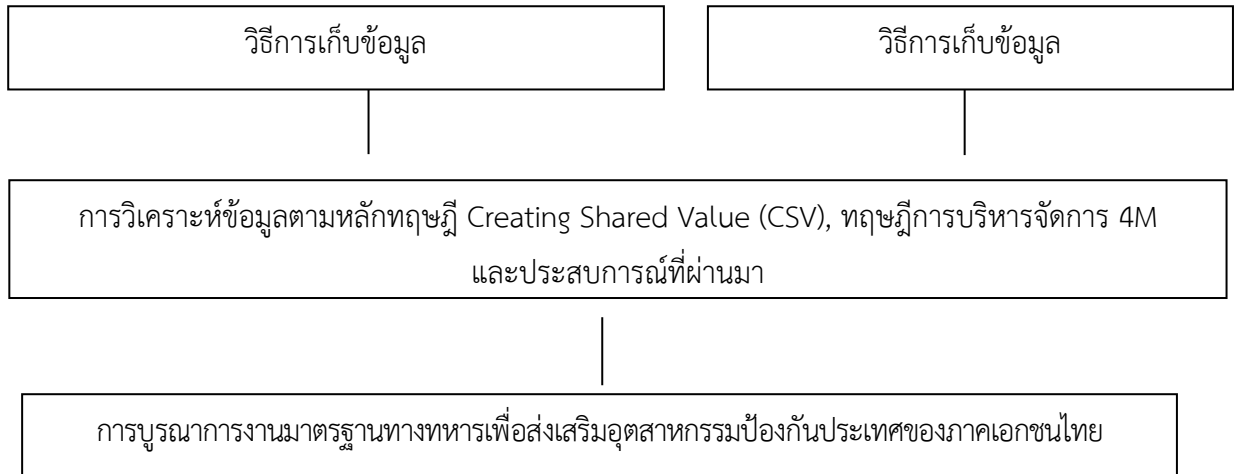 วิธีการเก็บข้อมูล
วิธีการเก็บข้อมูล
การวิเคราะห์ข้อมูลตามหลักทฤษฎี Creating Shared Value (CSV), ทฤษฎีการบริหารจัดการ 4M
และประสบการณ์ที่ผ่านมา
การบูรณาการงานมาตรฐานทางทหารเพื่อส่งเสริมอุตสาหกรรมป้องกันประเทศของภาคเอกชนไทย